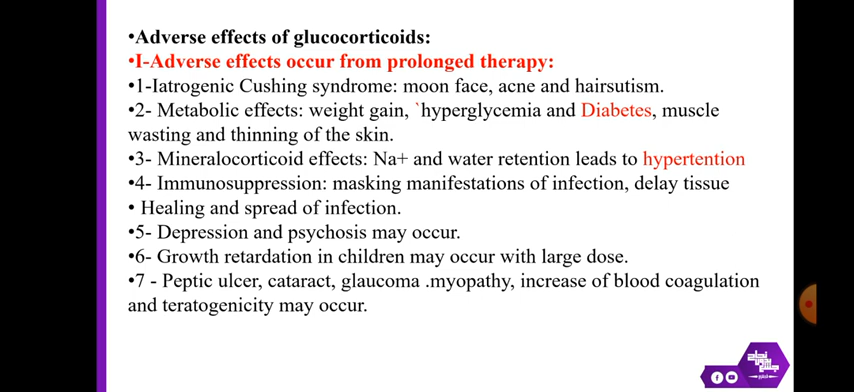 •Adverse effects of glucocorticoids:
•I-Adverse effects occur from prolonged therapy:
•1-Iatrogenic Cushing syndrome: moon face, acne and hairsutism.
•2- Metabolic effects: weight gain, `hyperglycemia and Diabetes, muscle
wasting and thinning of the skin.
•3- Mineralocorticoid effects: Na+ and water retention leads to hypertention
•4- Immunosuppression: masking manifestations of infection, delay tissue
• Healing and spread of infection.
•5- Depression and psychosis may occur.
•6- Growth retardation in children may occur with large dose.
•7 - Peptic ulcer, cataract, glaucoma .myopathy, increase of blood coagulation
and teratogenicity may occur.